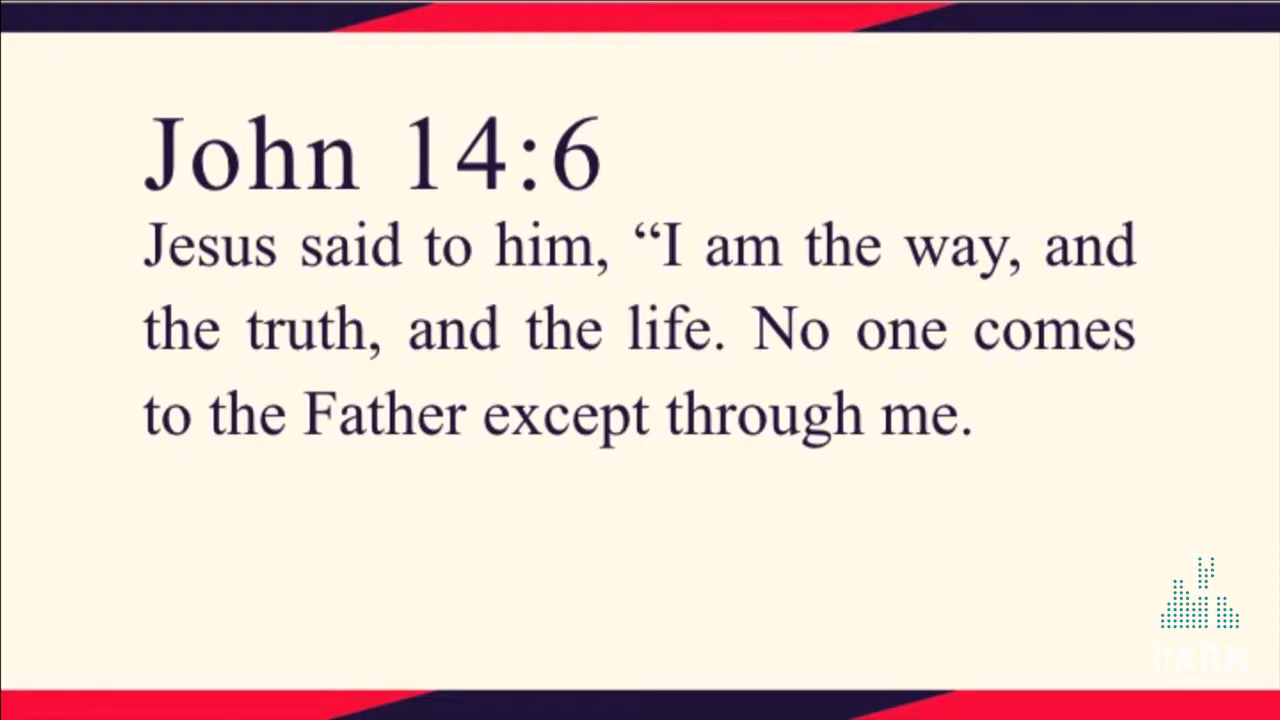 John 14:6
Jesus said to him, “I am the way, and
the truth, and the life. No one comes
to the Father except through me.
DARK